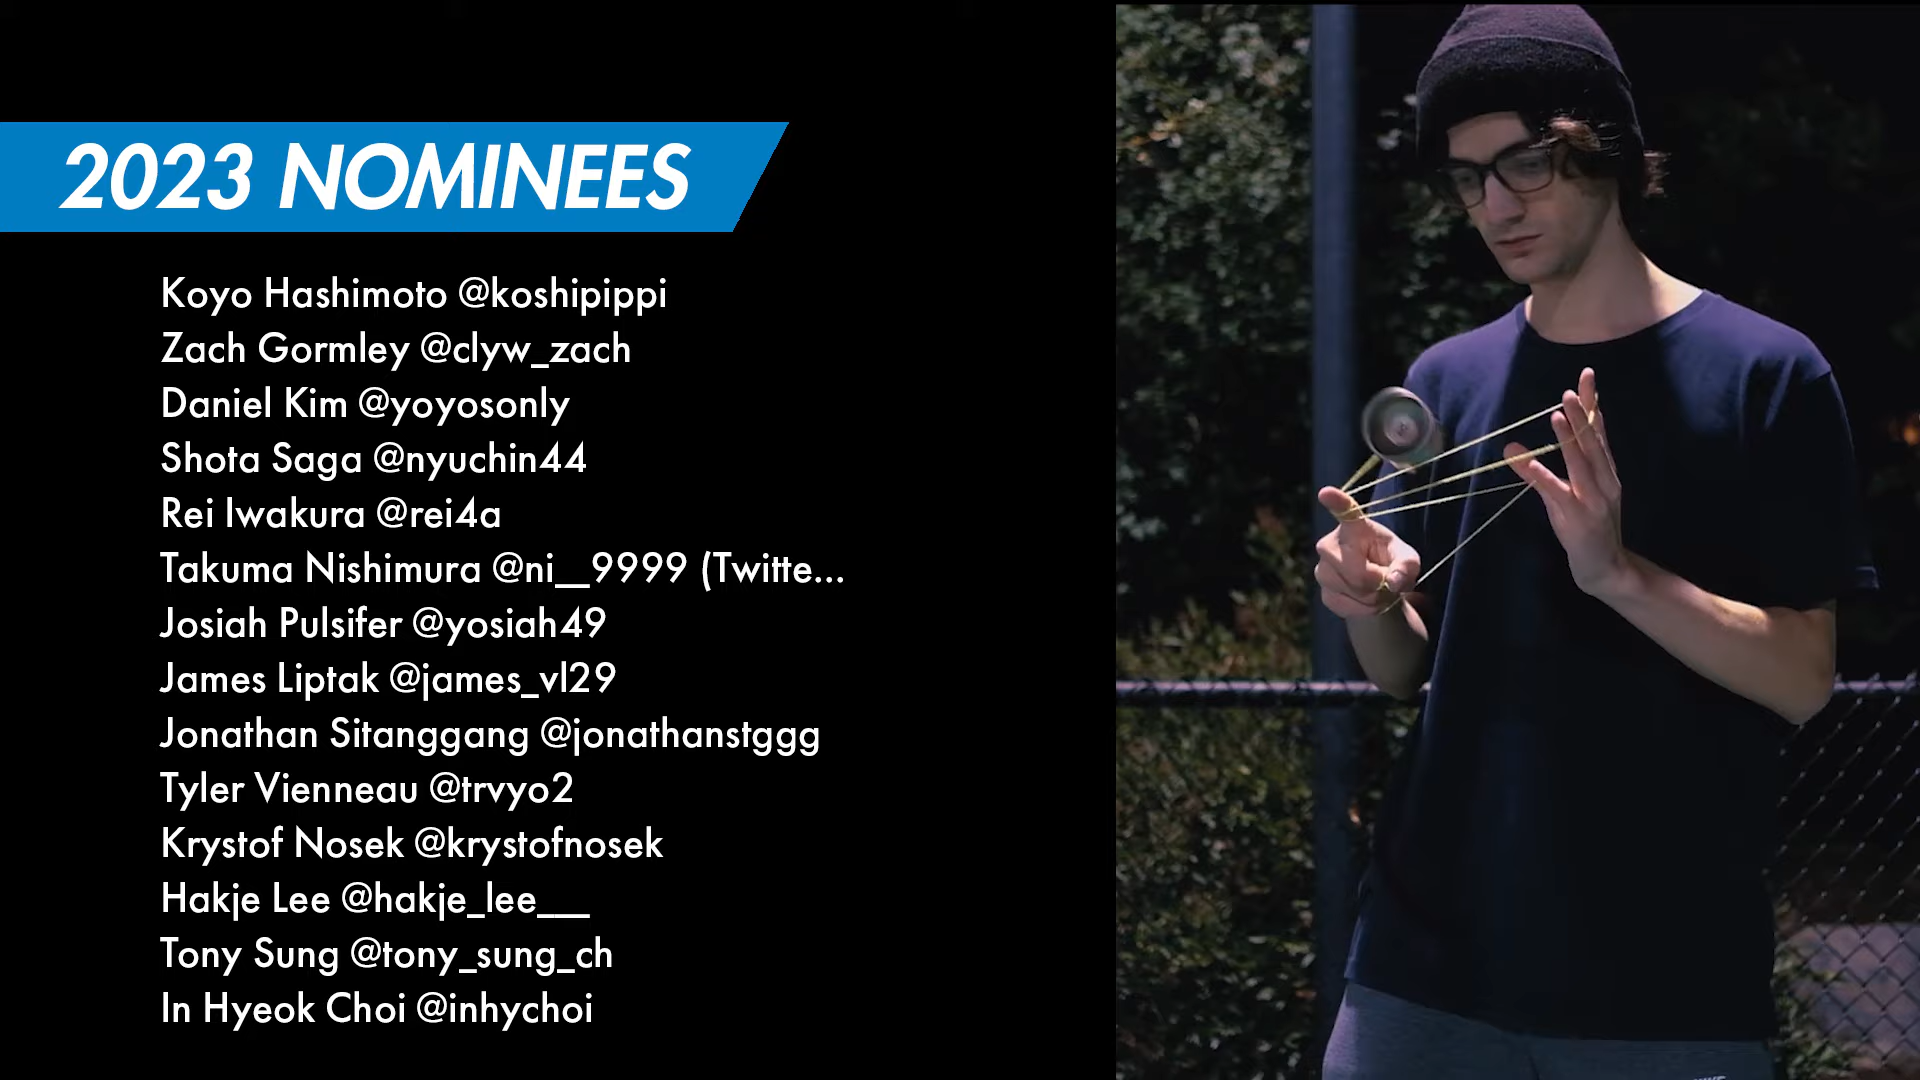 2023 NOMINEES
Koyo Hashimoto @koshipippi
Zach Gormley @clyw_zach
Daniel Kim @yoyosonly
Shota Saga @nyuchin44
Rei Iwakura @rei4a
Takuma Nishimura @ni__9999 (Twitte...
Josiah Pulsifer @yosiah49
James Liptak @james_vl29
Jonathan Sitanggang @jonathanstggg
Tyler Vienneau @trvyo2
Krystof Nosek @krystofnosek
Hakje Lee @hakje_lee___
Tony Sung @tony_sung_ch
In Hyeok Choi @inhychoi